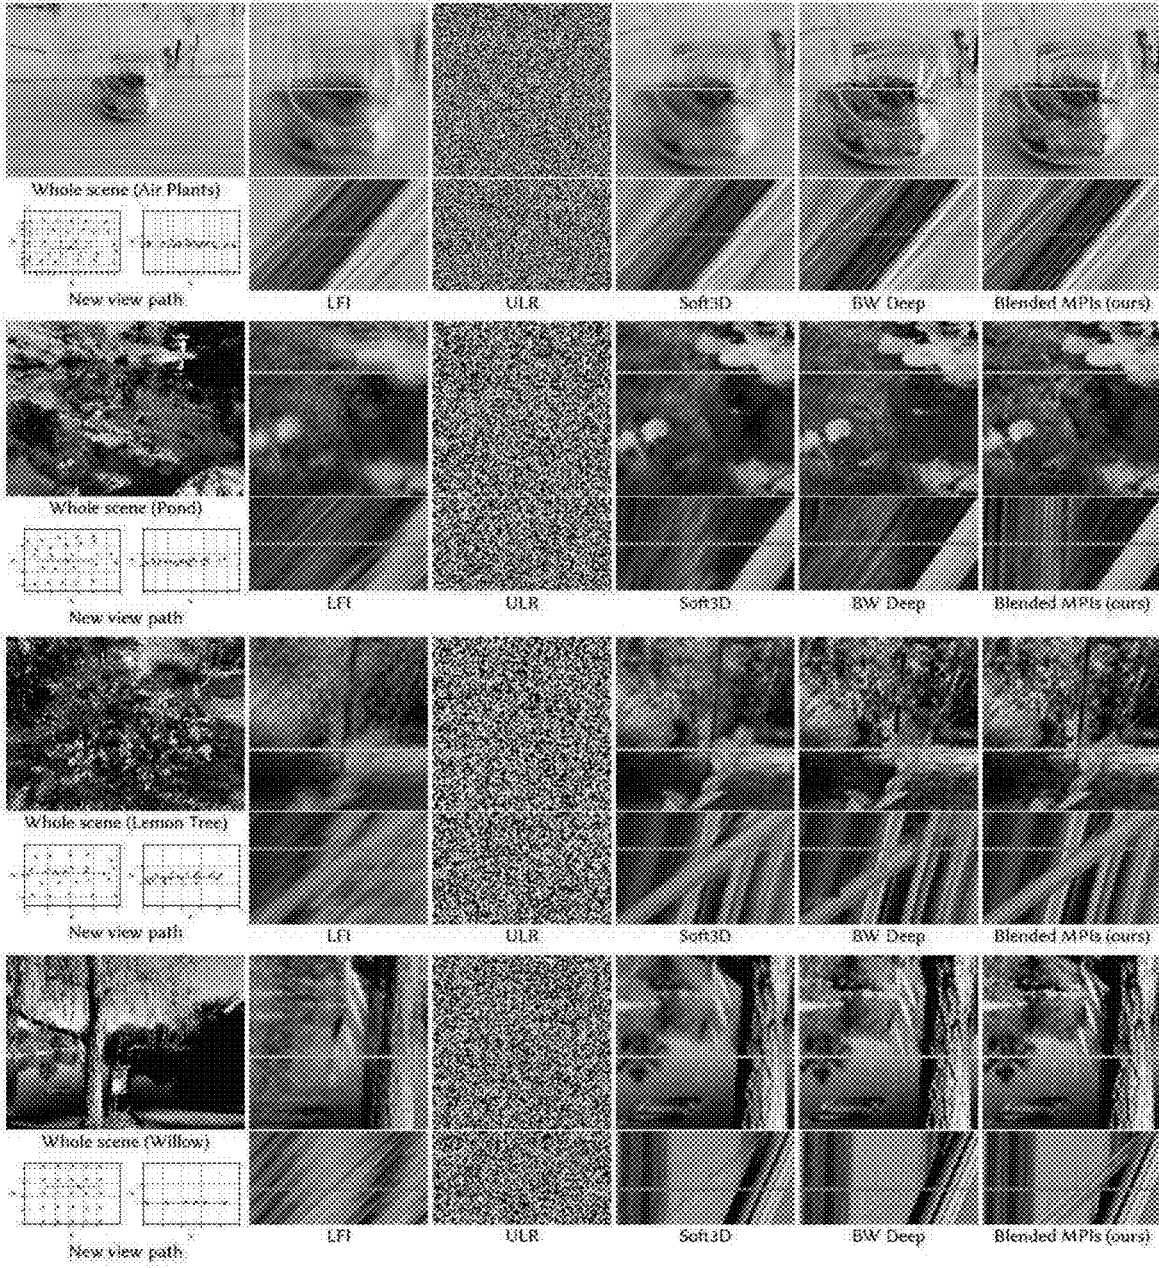 Whole scene (Air Plants)
New view path
LFI
ULR
Soft3D
BW Deep
Blended MPIs (ours)
Whole scene (Pond)
New view path
LFI
ULR
Soft3D
BW Deep
Blended MPIs (ours)
Whole scene (Lemon Tree)
New view path
LFI
ULR
Soft3D
BW Deep
Blended MPIs (ours)
Whole scene (Willow)
New view path
LFI
ULR
Soft3D
BW Deep
Blended MPIs (ours)